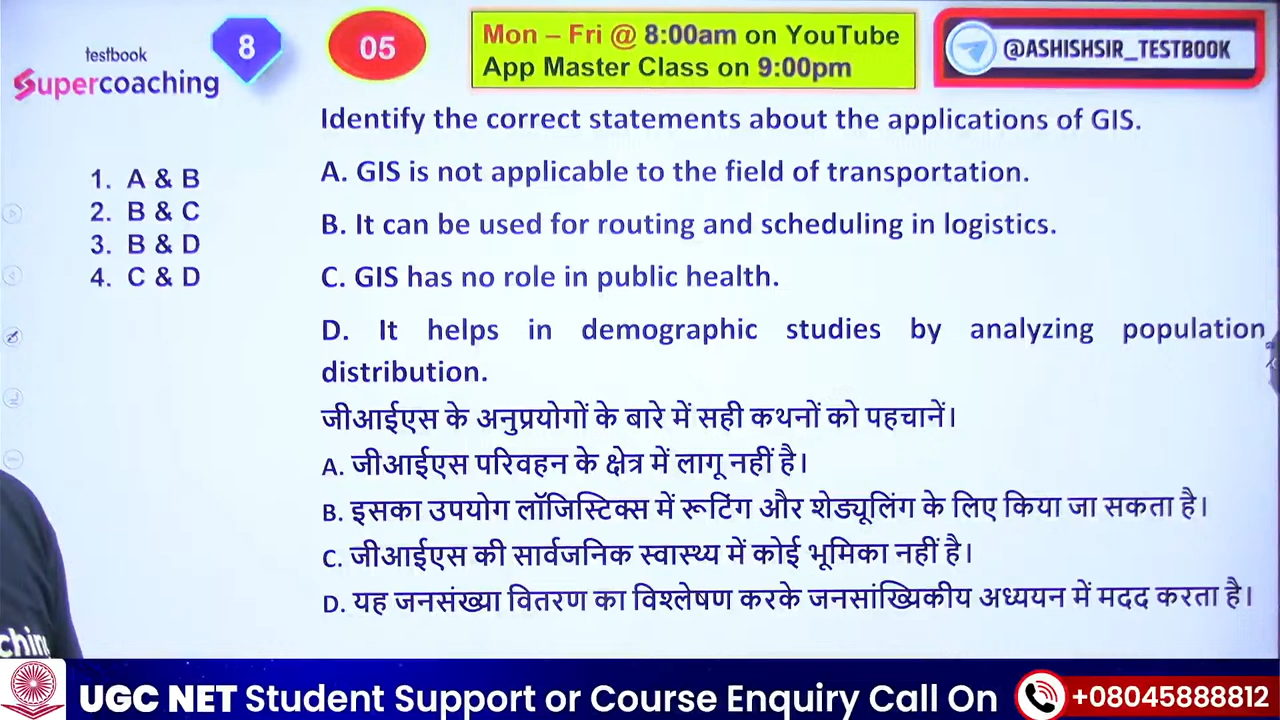 testbook
Supercoaching
8
05
Mon – Fri @ 8:00am on YouTube
App Master Class on 9:00pm
@ASHISHSIR_TESTBOOK
1. A & B
2. B & C
3. B & D
4. C & D
Identify the correct statements about the applications of GIS.
A. GIS is not applicable to the field of transportation.
B. It can be used for routing and scheduling in logistics.
C. GIS has no role in public health.
D. It helps in demographic studies by analyzing population
distribution.
जीआईएस के अनुप्रयोगों के बारे में सही कथनों को पहचानें।
A. जीआईएस परिवहन के क्षेत्र में लागू नहीं है।
B. इसका उपयोग लॉजिस्टिक्स में रूटिंग और शेड्यूलिंग के लिए किया जा सकता है।
C. जीआईएस की सार्वजनिक स्वास्थ्य में कोई भूमिका नहीं है।
D. यह जनसंख्या वितरण का विश्लेषण करके जनसांख्यिकीय अध्ययन में मदद करता है।
UGC NET Student Support or Course Enquiry Call On
+08045888812